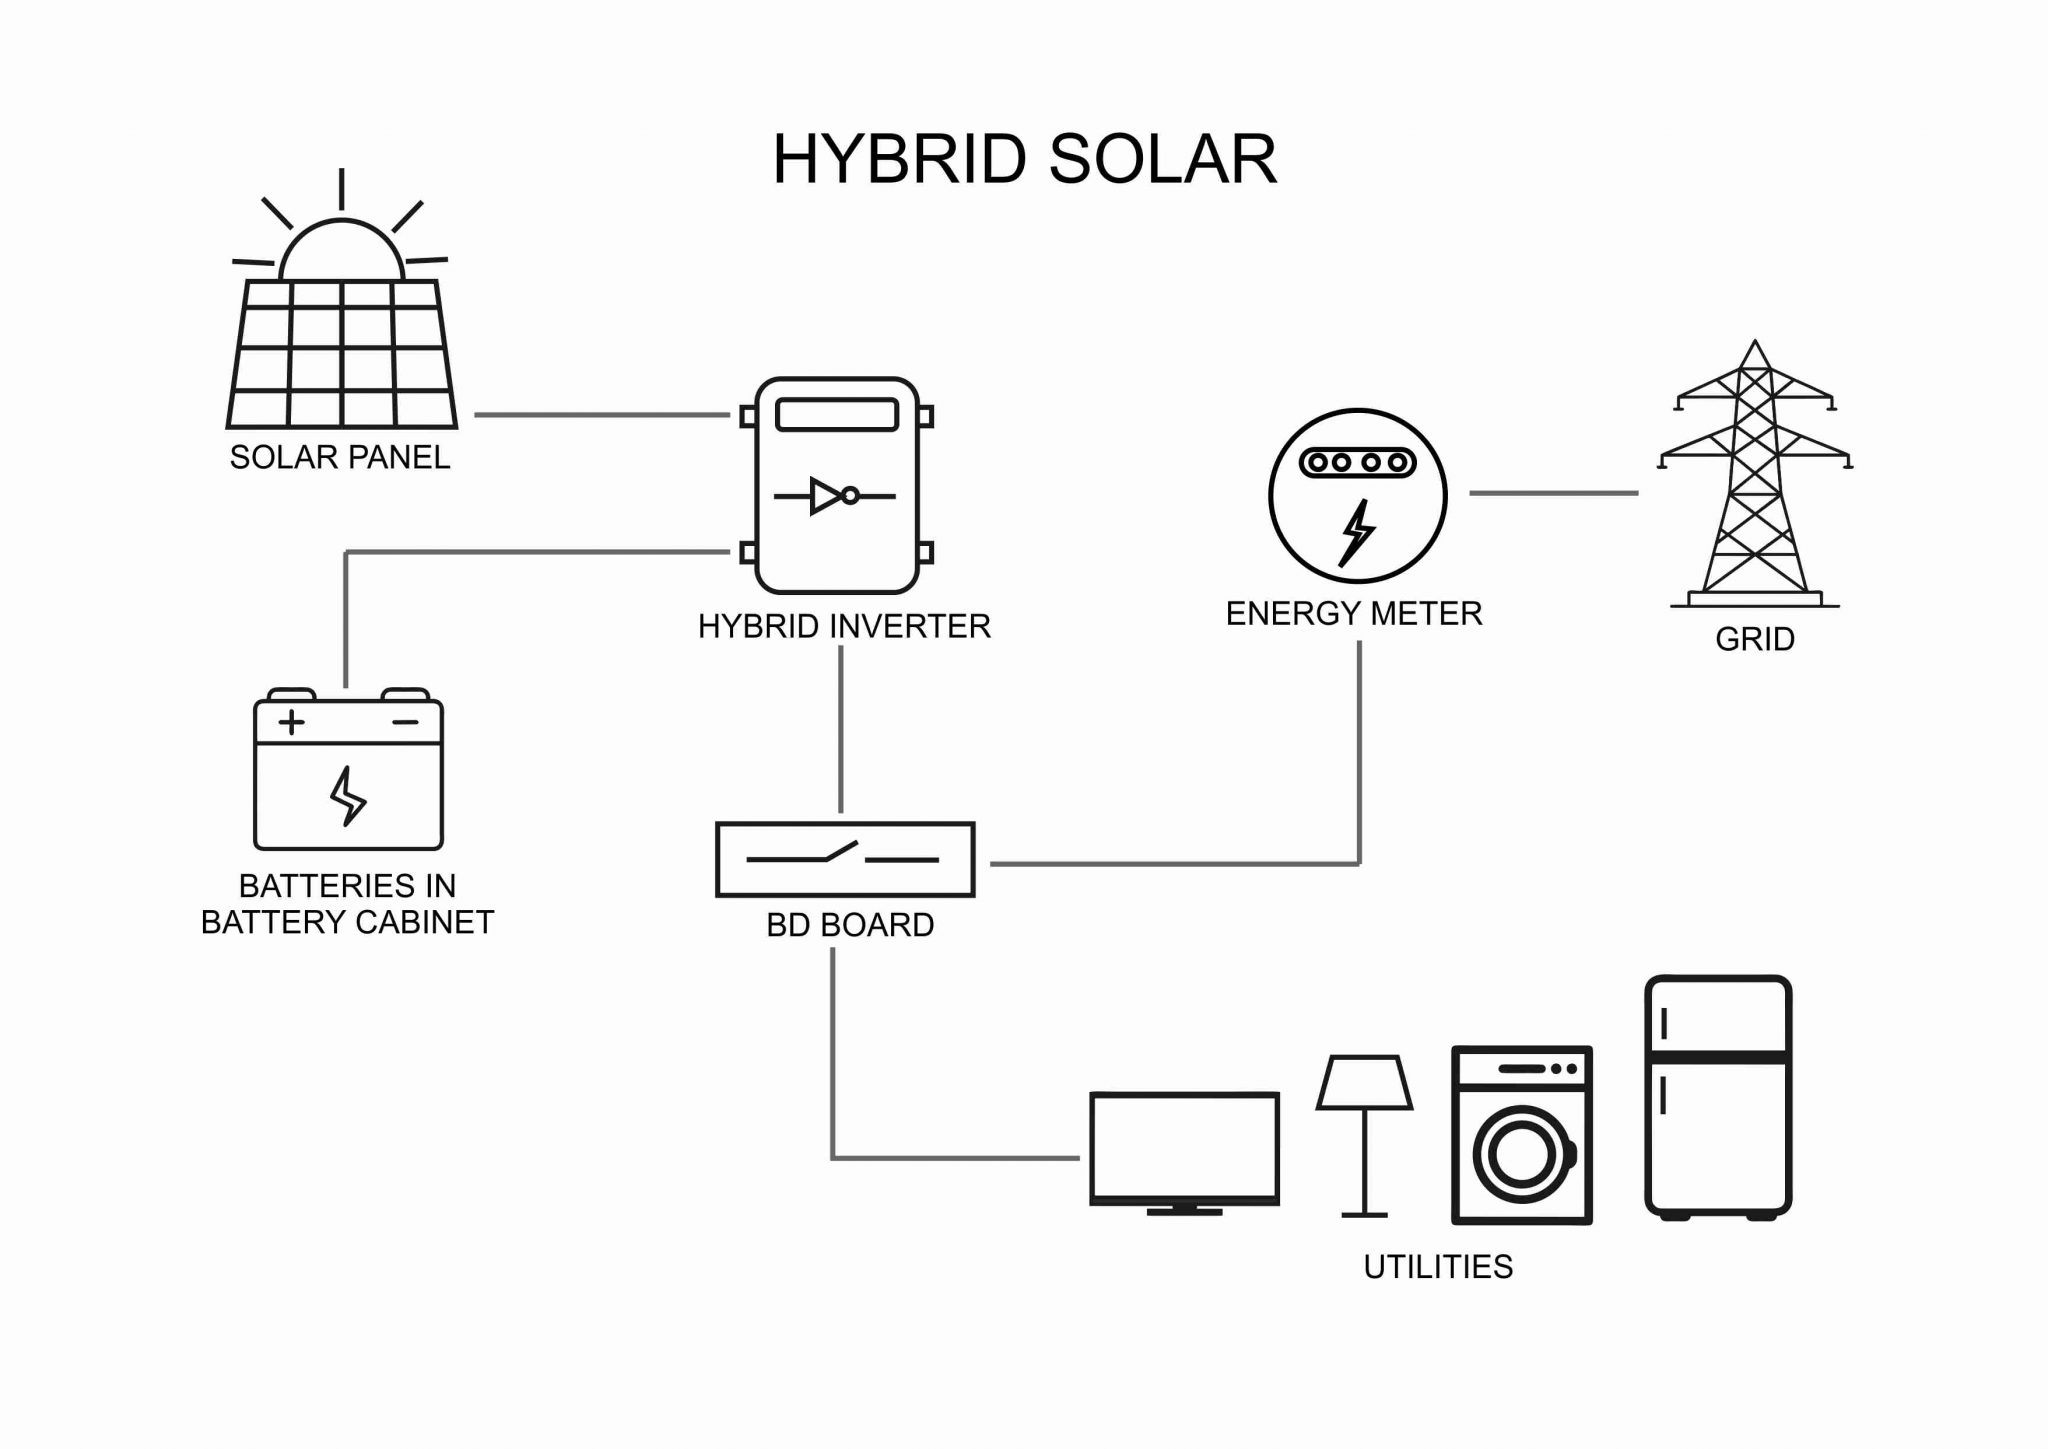 HYBRID SOLAR
SOLAR PANEL
HYBRID INVERTER
ENERGY METER
GRID
+ −
BATTERIES IN
BATTERY CABINET
BD BOARD
UTILITIES